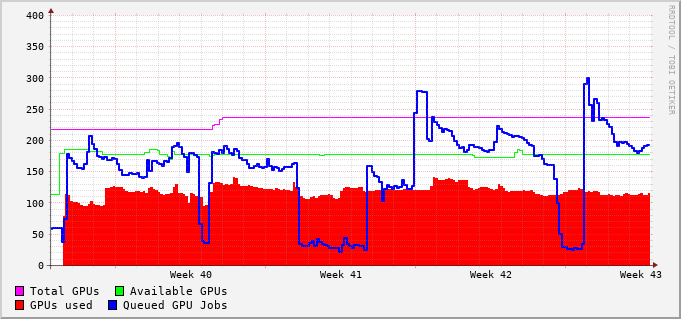 400
350
300
250
200
150
100
50
0
Week 40 Week 41 Week 42 Week 43
Total GPUs Available GPUs
GPUs used Queued GPU Jobs
RRDTOOL / TOBI OETIKER